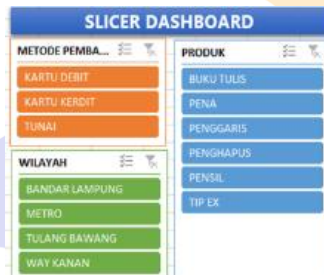 SLICER DASHBOARD
METODE PEMBA...
KARTU DEBIT
KARTU KERDIT
TUNAI
WILAYAH
BANDAR LAMPUNG
METRO
TULANG BAWANG
WAY KANAN
PRODUK
BUKU TULIS
PENA
PENGGARIS
PENGHAPUS
PENSIL
TIP EX